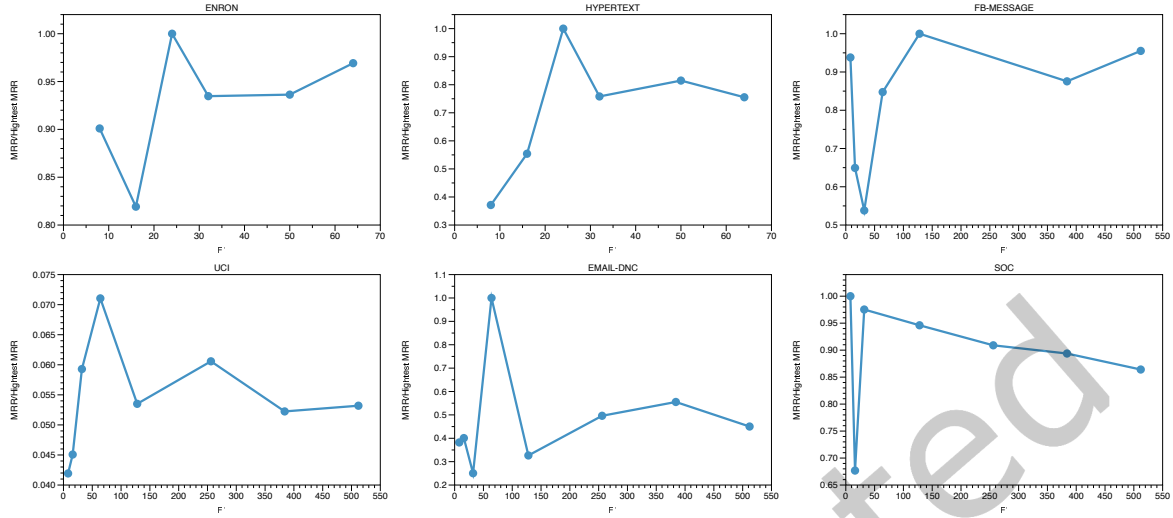 ENRON
HYPERTEXT
FB-MESSAGE
MRR/Hightest MRR
1.00
0.95
0.90
0.85
0.80
0 10 20 30 40 50 60 70
F'
MRR/Hightest MRR
1.0
0.9
0.8
0.7
0.6
0.5
0.4
0.3
0 10 20 30 40 50 60 70
F'
MRR/Hightest MRR
1.0
0.9
0.8
0.7
0.6
0.5
0 50 100 150 200 250 300 350 400 450 500 550
F'
UCI
EMAIL-DNC
SOC
MRR/Hightest MRR
0.075
0.070
0.065
0.060
0.055
0.050
0.045
0.040
0 50 100 150 200 250 300 350 400 450 500 550
F'
MRR/Hightest MRR
1.1
1.0
0.9
0.8
0.7
0.6
0.5
0.4
0.3
0.2
0 50 100 150 200 250 300 350 400 450 500 550
F'
MRR/Hightest MRR
1.00
0.95
0.90
0.85
0.80
0.75
0.70
0.65
0 50 100 150 200 250 300 350 400 450 500 550
F'
ted